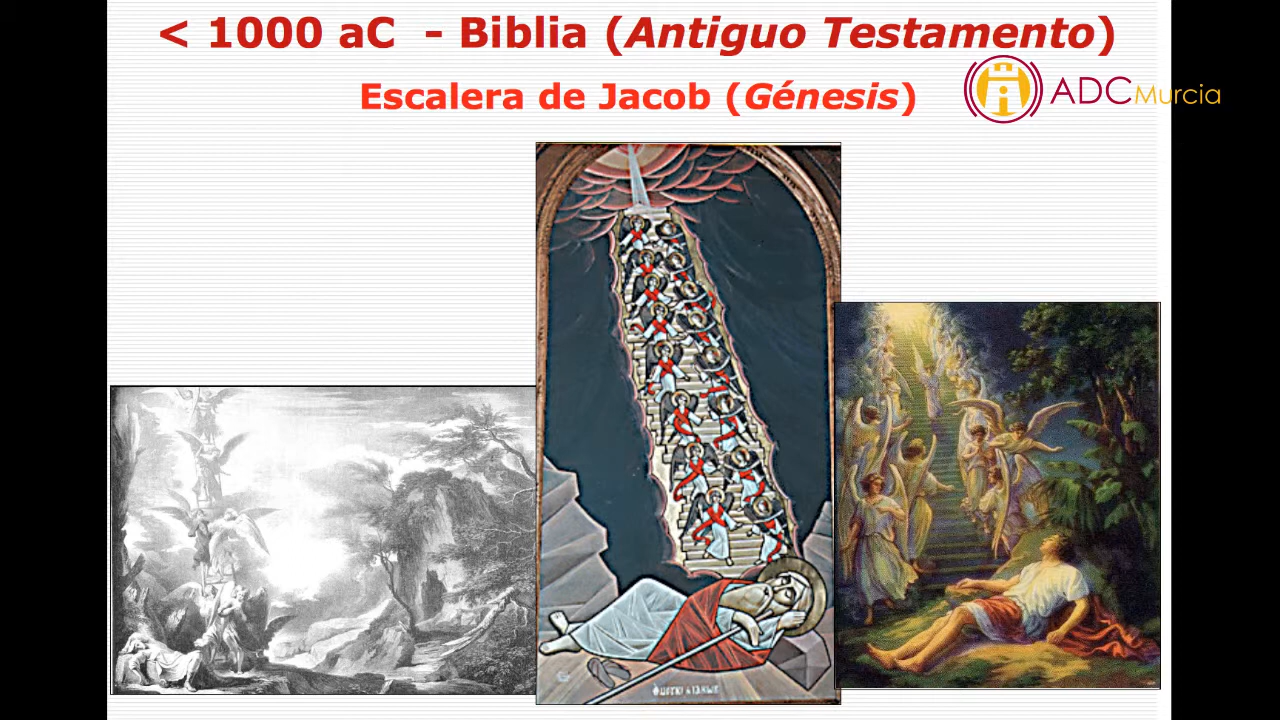 < 1000 aC - Biblia (Antiguo Testamento)
Escalera de Jacob (Génesis)
ADCMurcia